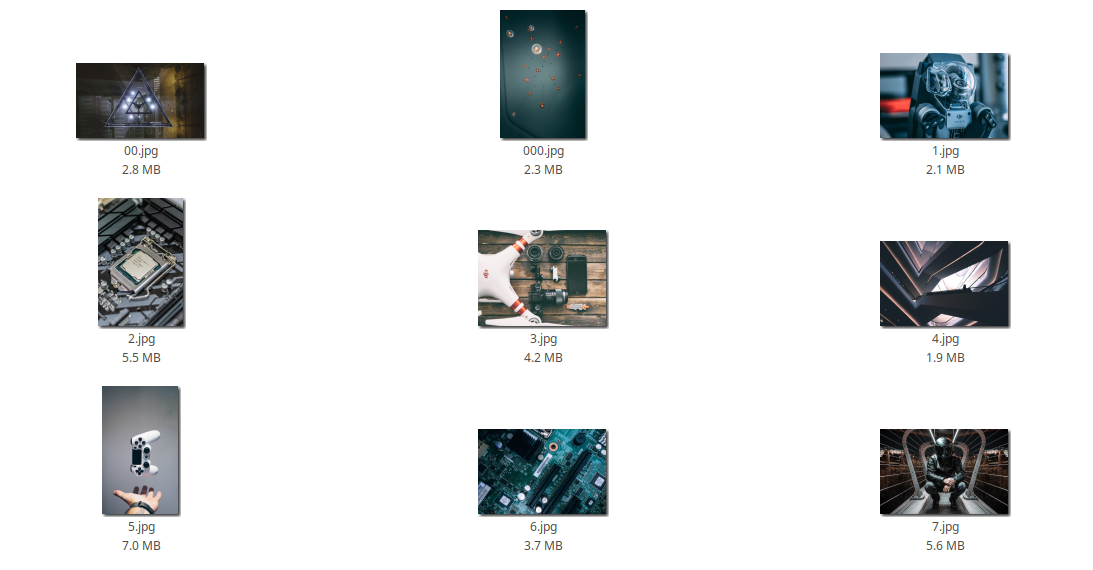 00.jpg
2.8 MB
000.jpg
2.3 MB
1.jpg
2.1 MB
2.jpg
5.5 MB
3.jpg
4.2 MB
4.jpg
1.9 MB
5.jpg
7.0 MB
6.jpg
3.7 MB
7.jpg
5.6 MB